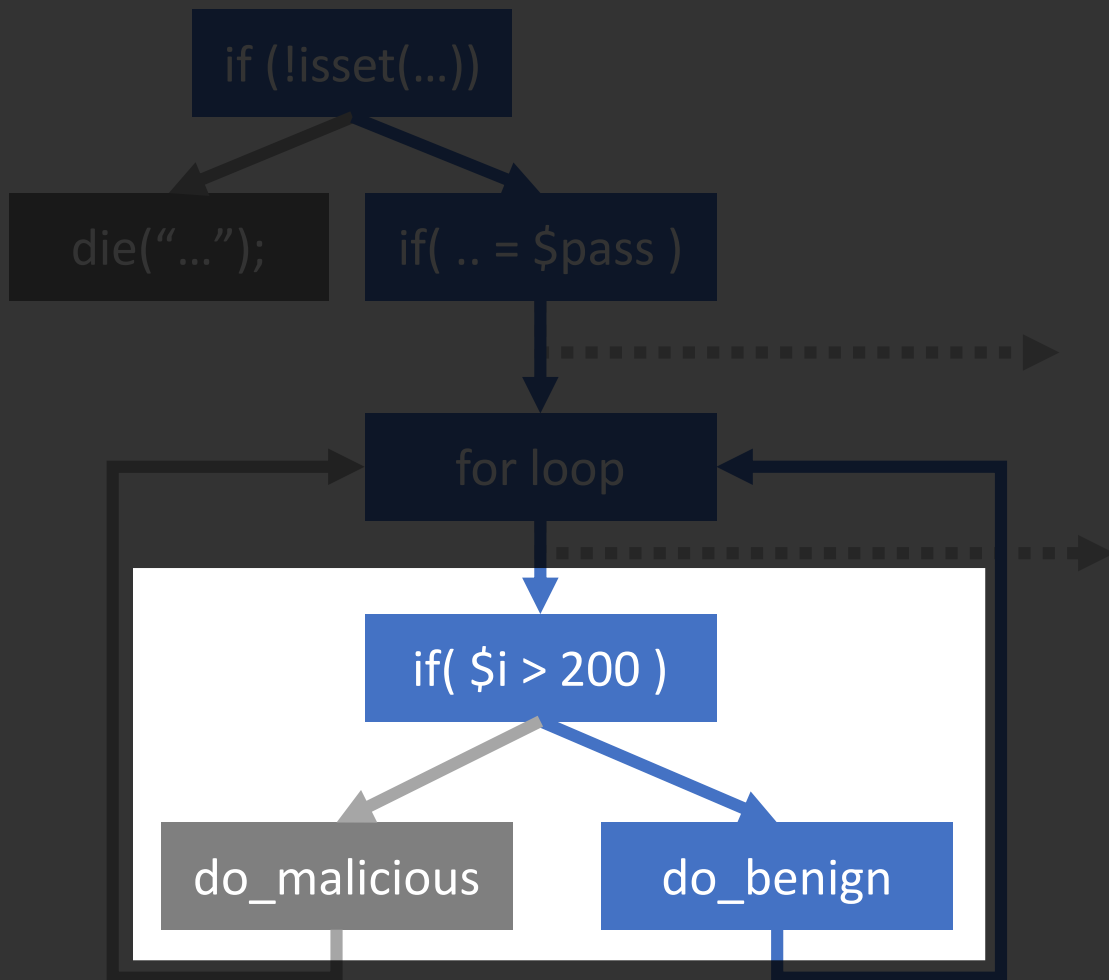 if (!isset(…))
die(“…”);
if( .. = $pass )
for loop
if( $i > 200 )
do_malicious
do_benign